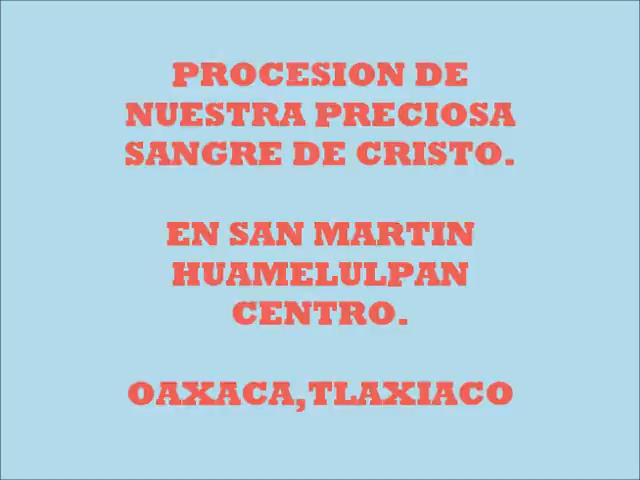 PROCESION DE
NUESTRA PRECIOSA
SANGRE DE CRISTO.
EN SAN MARTIN
HUAMELULPAN
CENTRO.
OAXACA,TLAXIACO